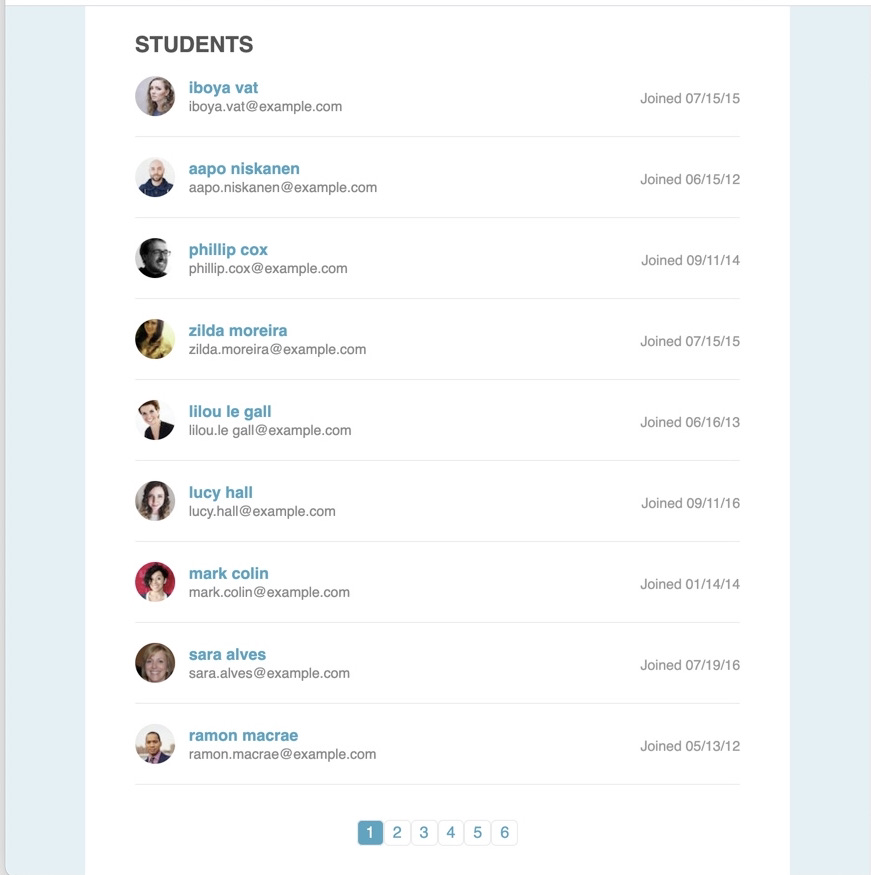 STUDENTS
iboya vat
iboya.vat@example.com
Joined 07/15/15
aapo niskanen
aapo.niskanen@example.com
Joined 06/15/12
phillip cox
phillip.cox@example.com
Joined 09/11/14
zilda moreira
zilda.moreira@example.com
Joined 07/15/15
lilou le gall
lilou.le gall@example.com
Joined 06/16/13
lucy hall
lucy.hall@example.com
Joined 09/11/16
mark colin
mark.colin@example.com
Joined 01/14/14
sara alves
sara.alves@example.com
Joined 07/19/16
ramon macrae
ramon.macrae@example.com
Joined 05/13/12
1 2 3 4 5 6